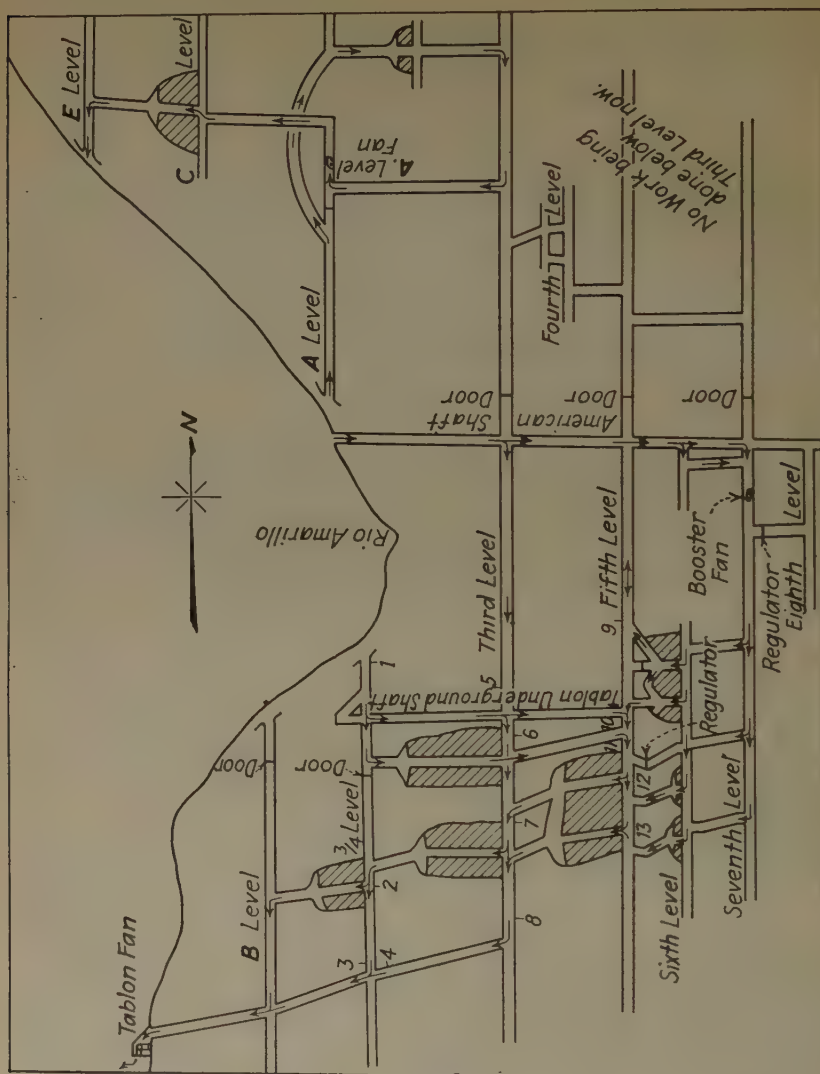 E Level
C Level
A. Level
Fan
A Level
No Work being
done below
Third Level now.
Fourth Level
N
Rio Amarillo
American
Shaft
Door
Door
Door
Third Level
9 Fifth Level
Booster
Fan
Regulator
Eighth Level
1
5
Tablon Underground Shaft
10
6
11
Regulator
12
Door
Door
3/4 Level
7
13
2
B Level
Sixth Level
Seventh Level
8
3
4
Tablon Fan